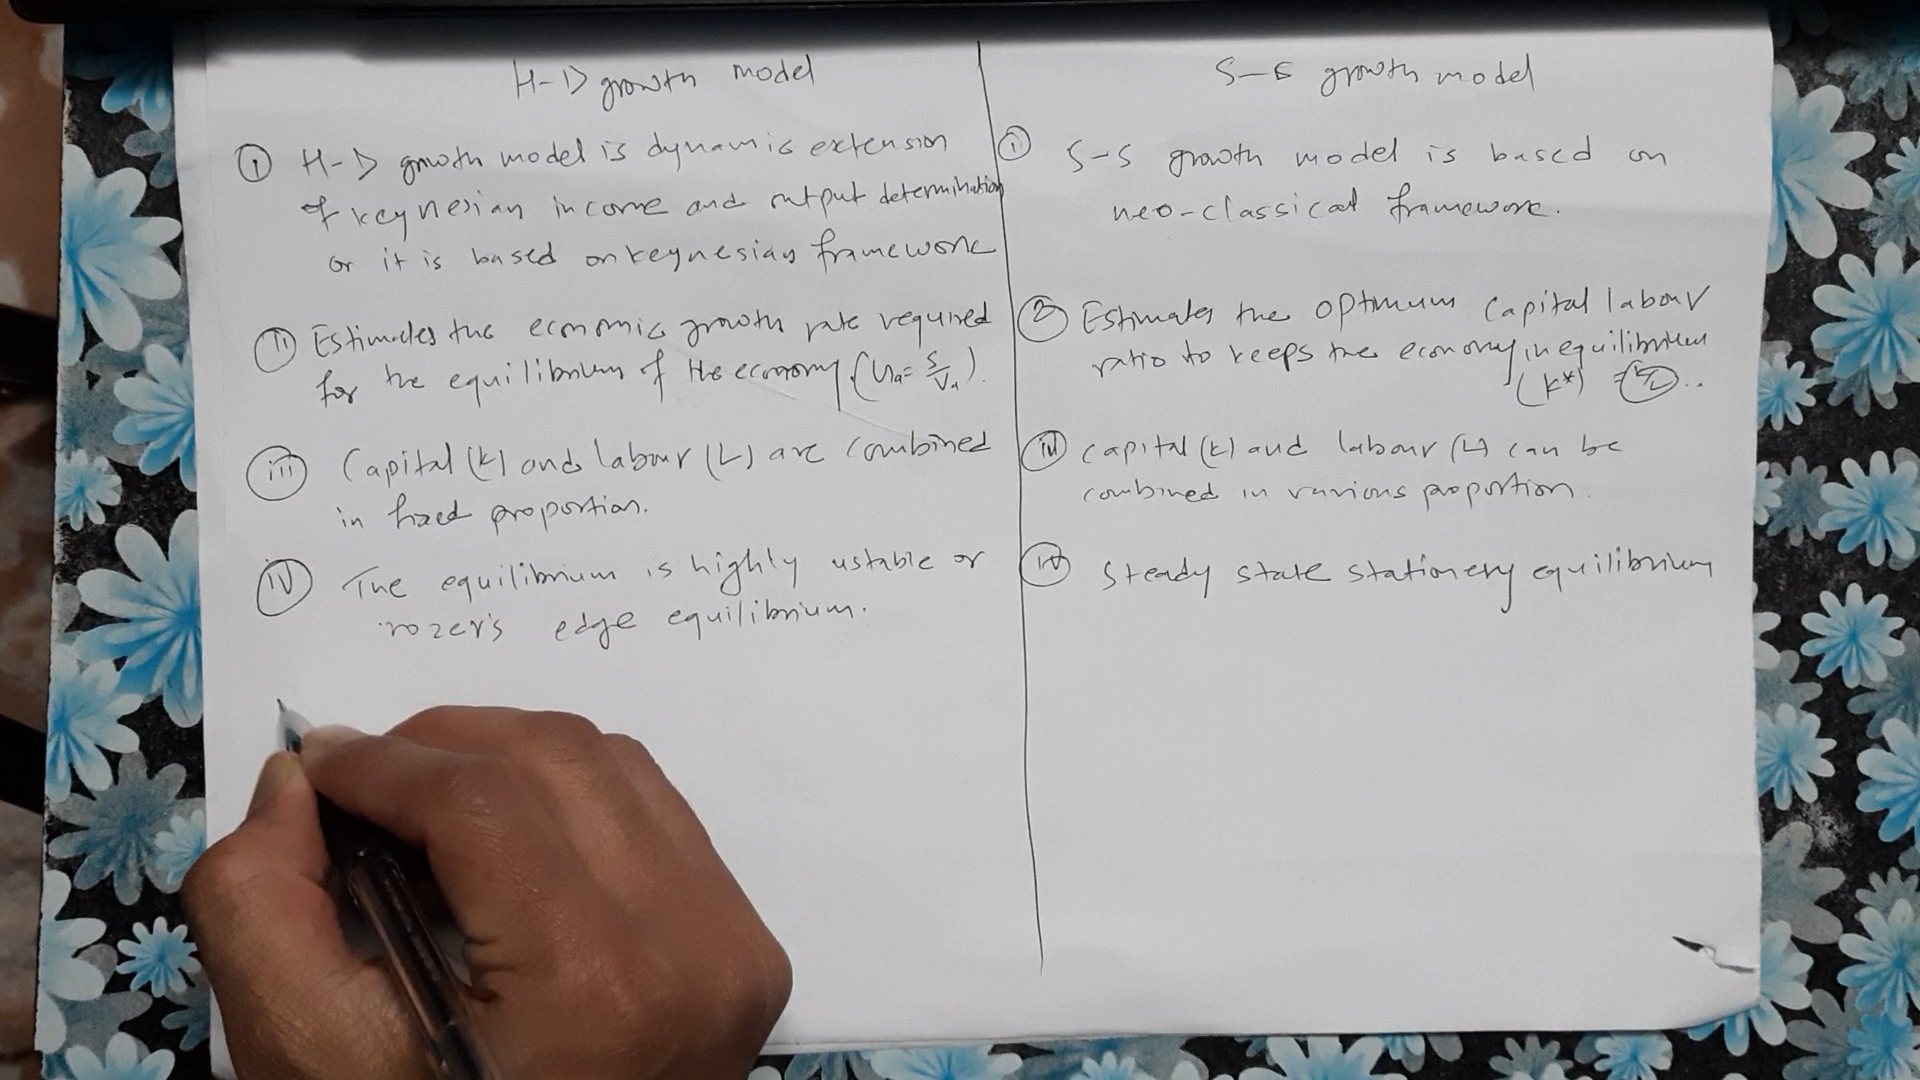 H-D growth model
① H-D growth model is dynamic extension
of keynesian income and output determination
or it is based on keynesian framework
ii Estimates the economic growth rate required
for the equilibrium of the economy (Ga = S/Va).
iii Capital (K) and labour (L) are combined
in fixed proportion.
iv The equilibrium is highly ustable or
rozer's edge equilibrium.
S-S growth model
① S-S growth model is based on
neo-classical framework.
② Estimates the optimum capital labour
ratio to keeps the economy in equilibrium
(K*) = K/L..
iii capital (K) and labour (L) can be
combined in various proportion.
iv Steady state stationery equilibrium